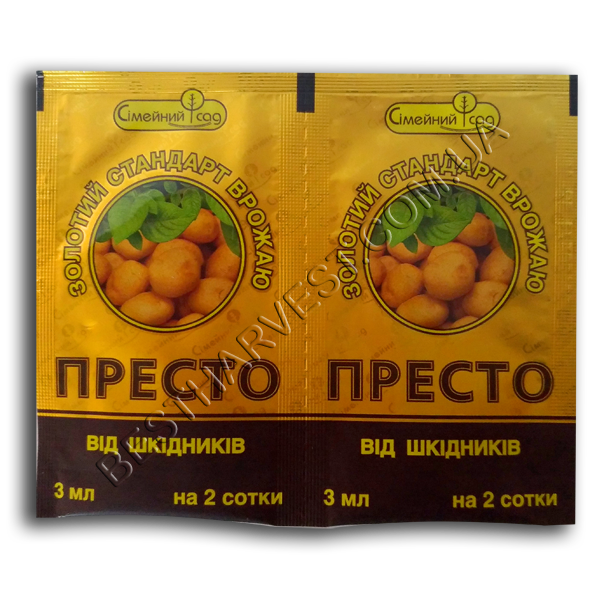 Сімейний сад
ЗОЛОТИЙ СТАНДАРТ ВРОЖАЮ
ПРЕСТО
ВІД ШКІДНИКІВ
3 мл на 2 сотки
Сімейний сад
ЗОЛОТИЙ СТАНДАРТ ВРОЖАЮ
ПРЕСТО
ВІД ШКІДНИКІВ
3 мл на 2 сотки
BESTHARVEST.COM.UA